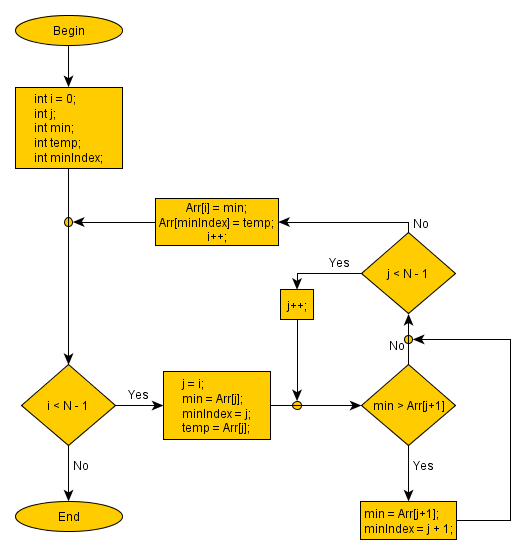 Begin
int i = 0;
int j;
int min;
int temp;
int minIndex;
Arr[i] = min;
Arr[minIndex] = temp;
i++;
No
j < N - 1
Yes
j++;
No
i < N - 1
Yes
j = i;
min = Arr[j];
minIndex = j;
temp = Arr[j];
min > Arr[j+1]
No
Yes
End
min = Arr[j+1];
minIndex = j + 1;